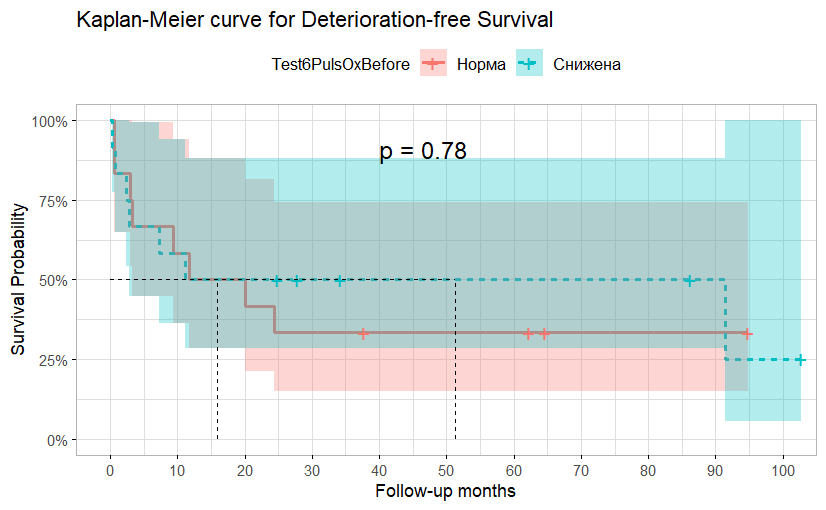 Kaplan-Meier curve for Deterioration-free Survival
Test6PulsOxBefore Норма Снижена
100%
p = 0.78
75%
50%
25%
0%
Survival Probability
0 10 20 30 40 50 60 70 80 90 100
Follow-up months